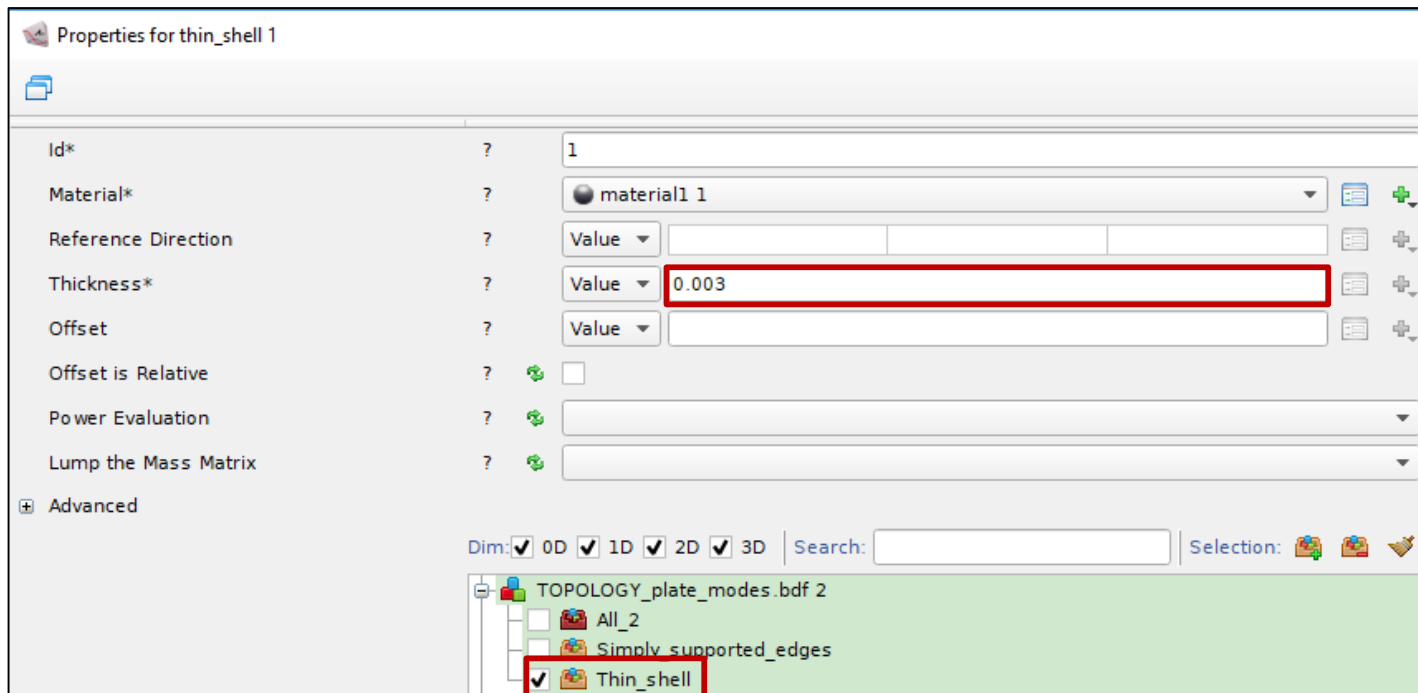 Properties for thin_shell 1
Id* ? 1
Material* ? material1 1
Reference Direction ? Value
Thickness* ? Value 0.003
Offset ? Value
Offset is Relative ?
Power Evaluation ?
Lump the Mass Matrix ?
Advanced
Dim: 0D 1D 2D 3D Search: Selection:
TOPOLOGY_plate_modes.bdf 2
All_2
Simply_supported_edges
Thin_shell